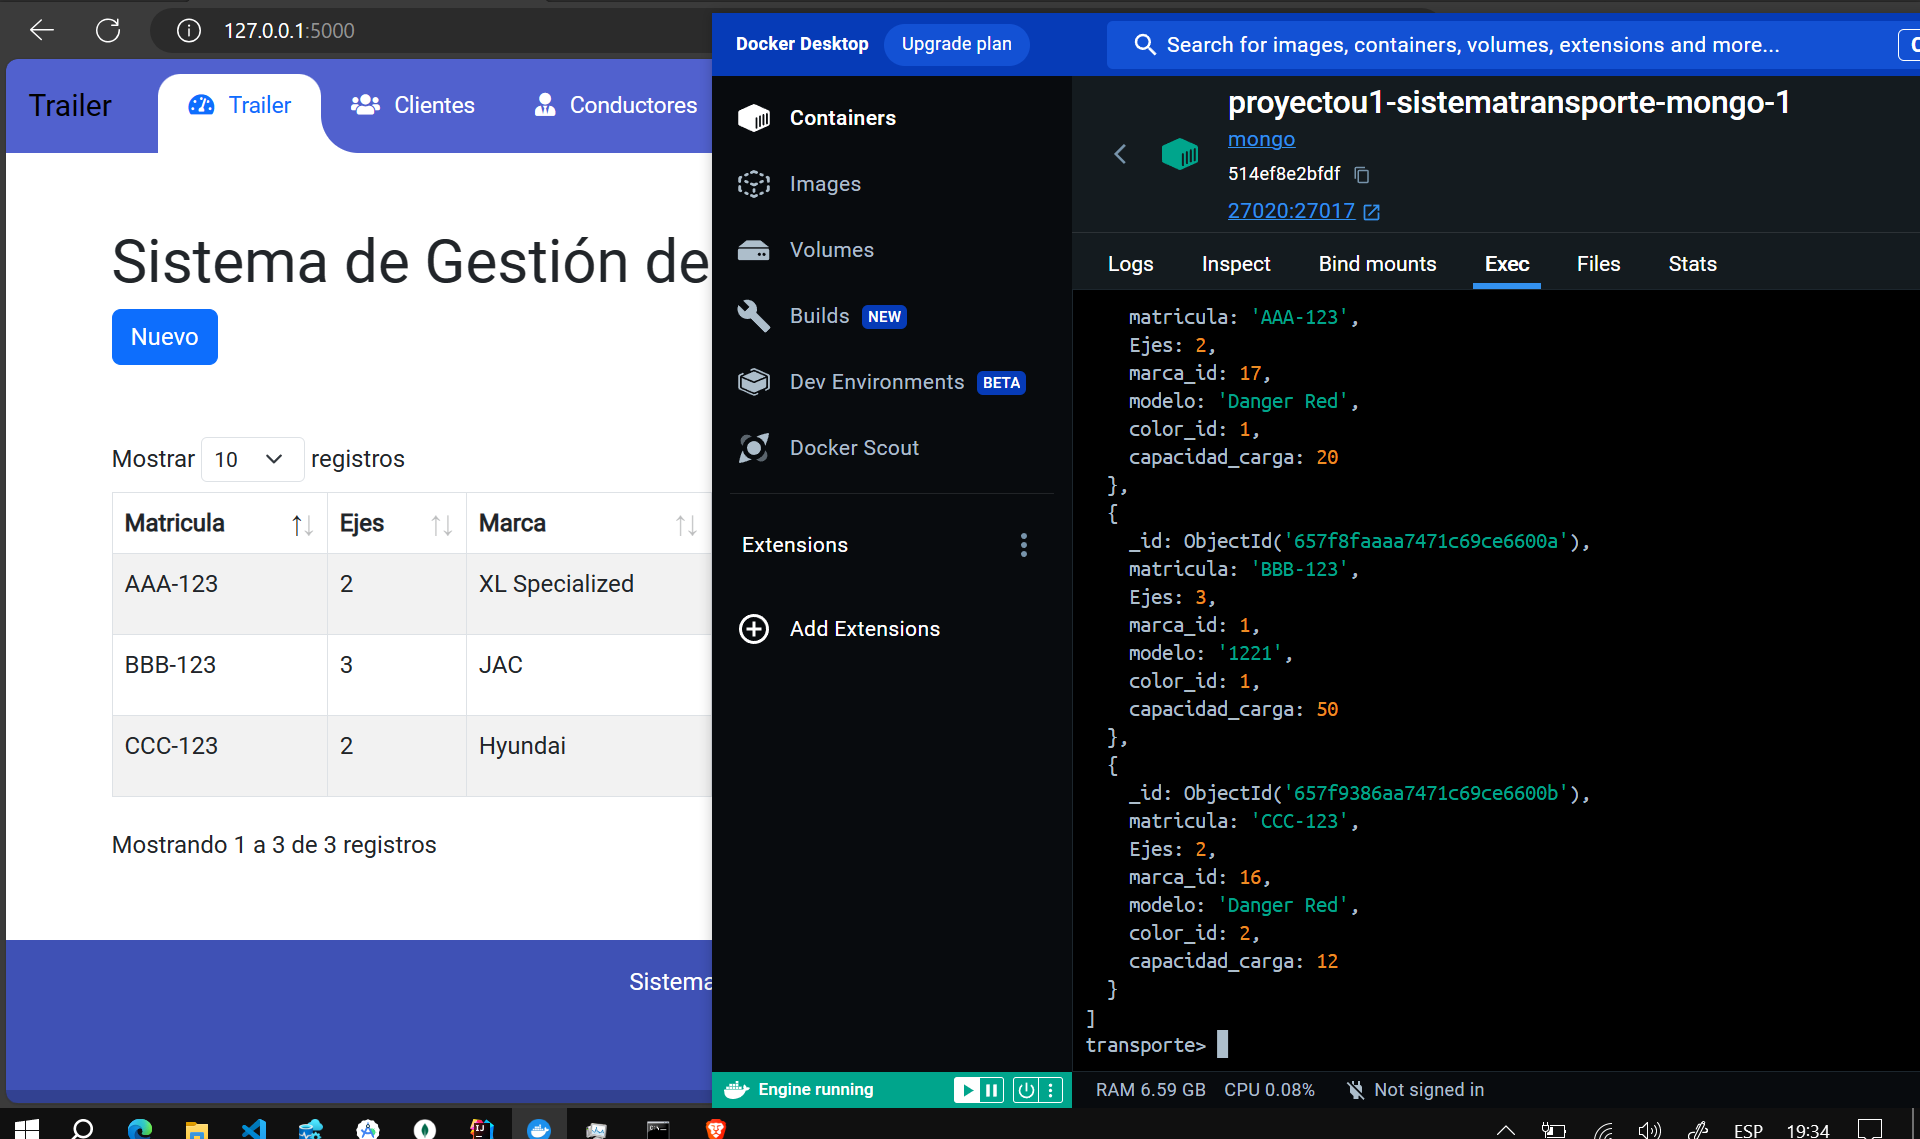 127.0.0.1:5000
Trailer
Trailer
Clientes
Conductores
Sistema de Gestión de
Nuevo
Mostrar 10 registros
Matricula Ejes Marca
AAA-123 2 XL Specialized
BBB-123 3 JAC
CCC-123 2 Hyundai
Mostrando 1 a 3 de 3 registros
Sistema
Docker Desktop
Upgrade plan
Search for images, containers, volumes, extensions and more...
Containers
Images
Volumes
Builds NEW
Dev Environments BETA
Docker Scout
Extensions
Add Extensions
proyectou1-sistematransporte-mongo-1
mongo
514ef8e2bfdf
27020:27017
Logs Inspect Bind mounts Exec Files Stats
matricula: 'AAA-123',
Ejes: 2,
marca_id: 17,
modelo: 'Danger Red',
color_id: 1,
capacidad_carga: 20
},
{
_id: ObjectId('657f8faaaa7471c69ce6600a'),
matricula: 'BBB-123',
Ejes: 3,
marca_id: 1,
modelo: '1221',
color_id: 1,
capacidad_carga: 50
},
{
_id: ObjectId('657f9386aa7471c69ce6600b'),
matricula: 'CCC-123',
Ejes: 2,
marca_id: 16,
modelo: 'Danger Red',
color_id: 2,
capacidad_carga: 12
}
]
transporte>
Engine running
RAM 6.59 GB CPU 0.08% Not signed in
ESP 19:34